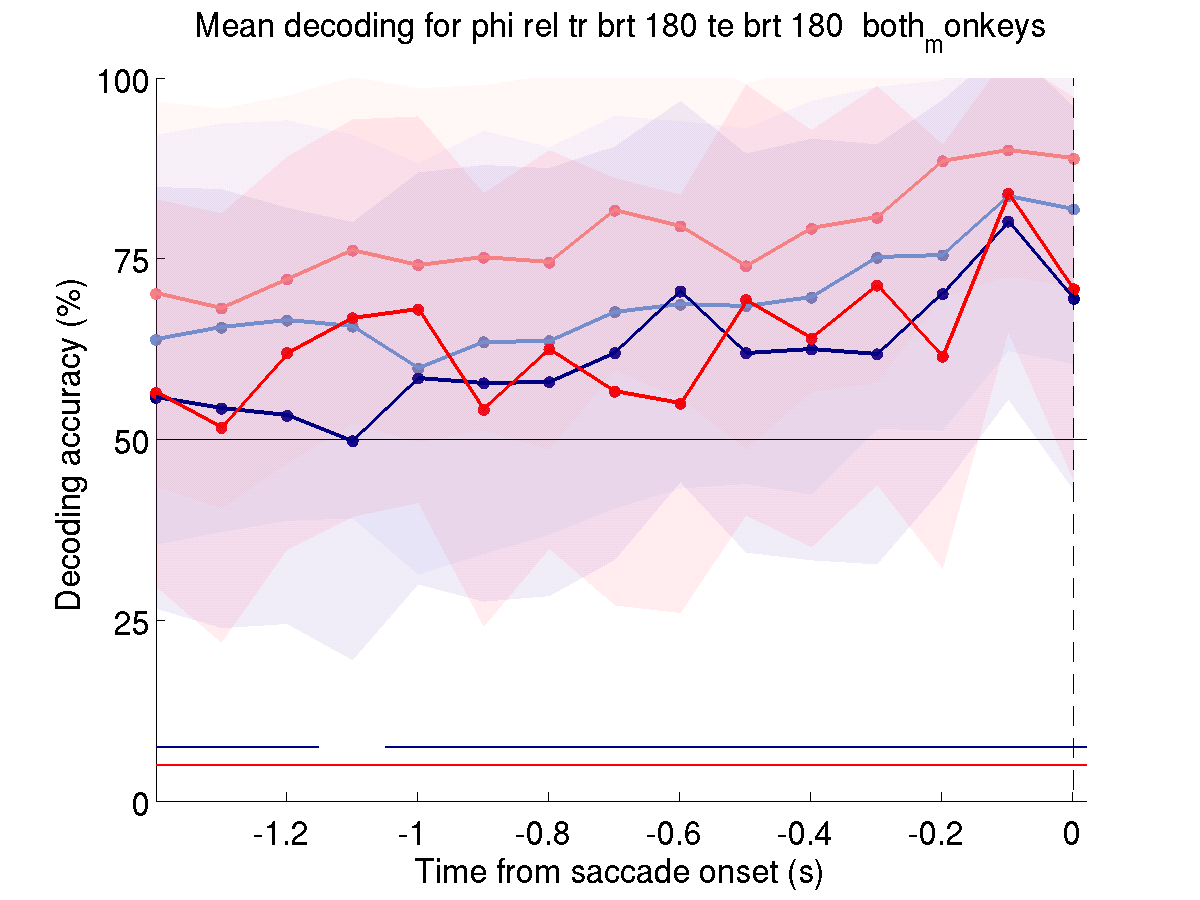 Mean decoding for phi rel tr brt 180 te brt 180  both_monkeys
100
75
50
25
0
Decoding accuracy (%)
-1.2 -1 -0.8 -0.6 -0.4 -0.2 0
Time from saccade onset (s)